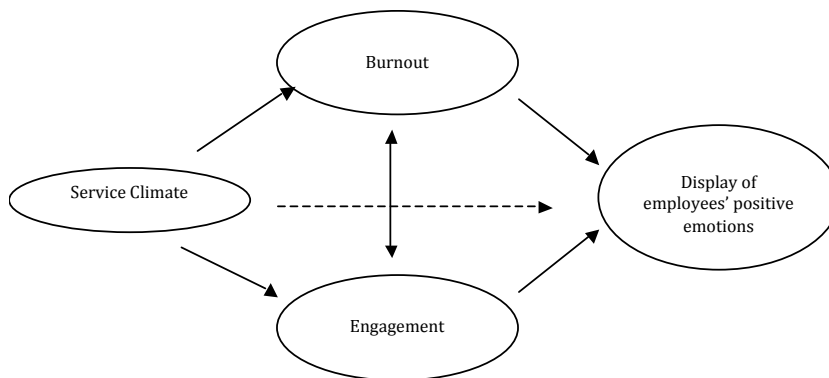 Burnout
Service Climate
Display of
employees’ positive
emotions
Engagement